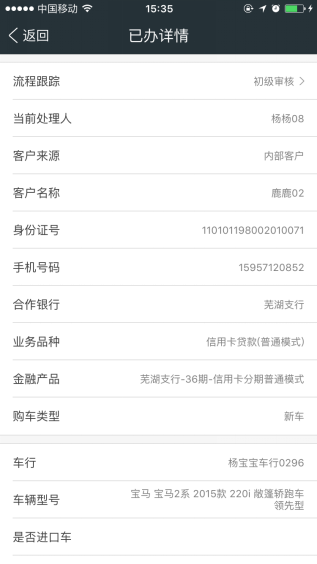 中国移动 15:35
返回 已办详情
流程跟踪 初级审核
当前处理人 杨杨08
客户来源 内部客户
客户名称 鹿鹿02
身份证号 110101198002010071
手机号码 15957120852
合作银行 芜湖支行
业务品种 信用卡贷款(普通模式)
金融产品 芜湖支行-36期-信用卡分期普通模式
购车类型 新车
车行 杨宝宝车行0296
车辆型号 宝马 宝马2系 2015款 220i 敞篷轿跑车
领先型
是否进口车